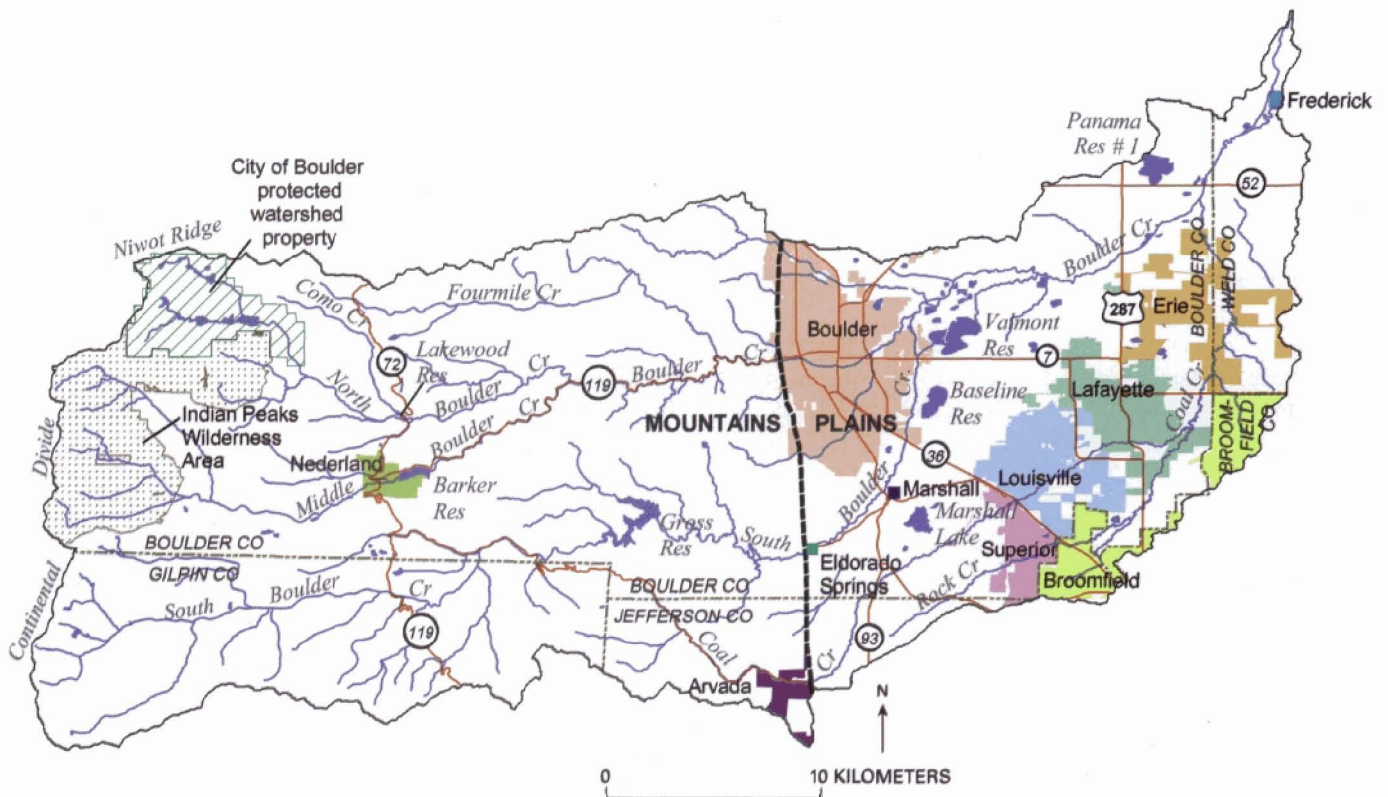 Frederick
Panama
Res # 1
52
City of Boulder
protected
watershed
property
Niwot Ridge
BOULDER CO
WELD CO
Boulder Cr
Como Cr
Fourmile Cr
287
Erie
Boulder
Valmont
Res
7
72
Lakewood
Res
119
Boulder
Cr
Boulder Cr
North
Cr
Lafayette
Baseline
Res
Coal Cr
Indian Peaks
Wilderness
Area
MOUNTAINS
PLAINS
BROOM-
FIELD
CO
Divide
Boulder
Cr
36
Nederland
Louisville
Middle
Barker
Res
Boulder
Marshall
Marshall
Lake
Gross
Res
South
Superior
BOULDER CO
GILPIN CO
Eldorado
Springs
Broomfield
BOULDER CO
JEFFERSON CO
Rock Cr
Continental
South
Boulder
Cr
119
93
Coal
Cr
Arvada
N
0
10 KILOMETERS